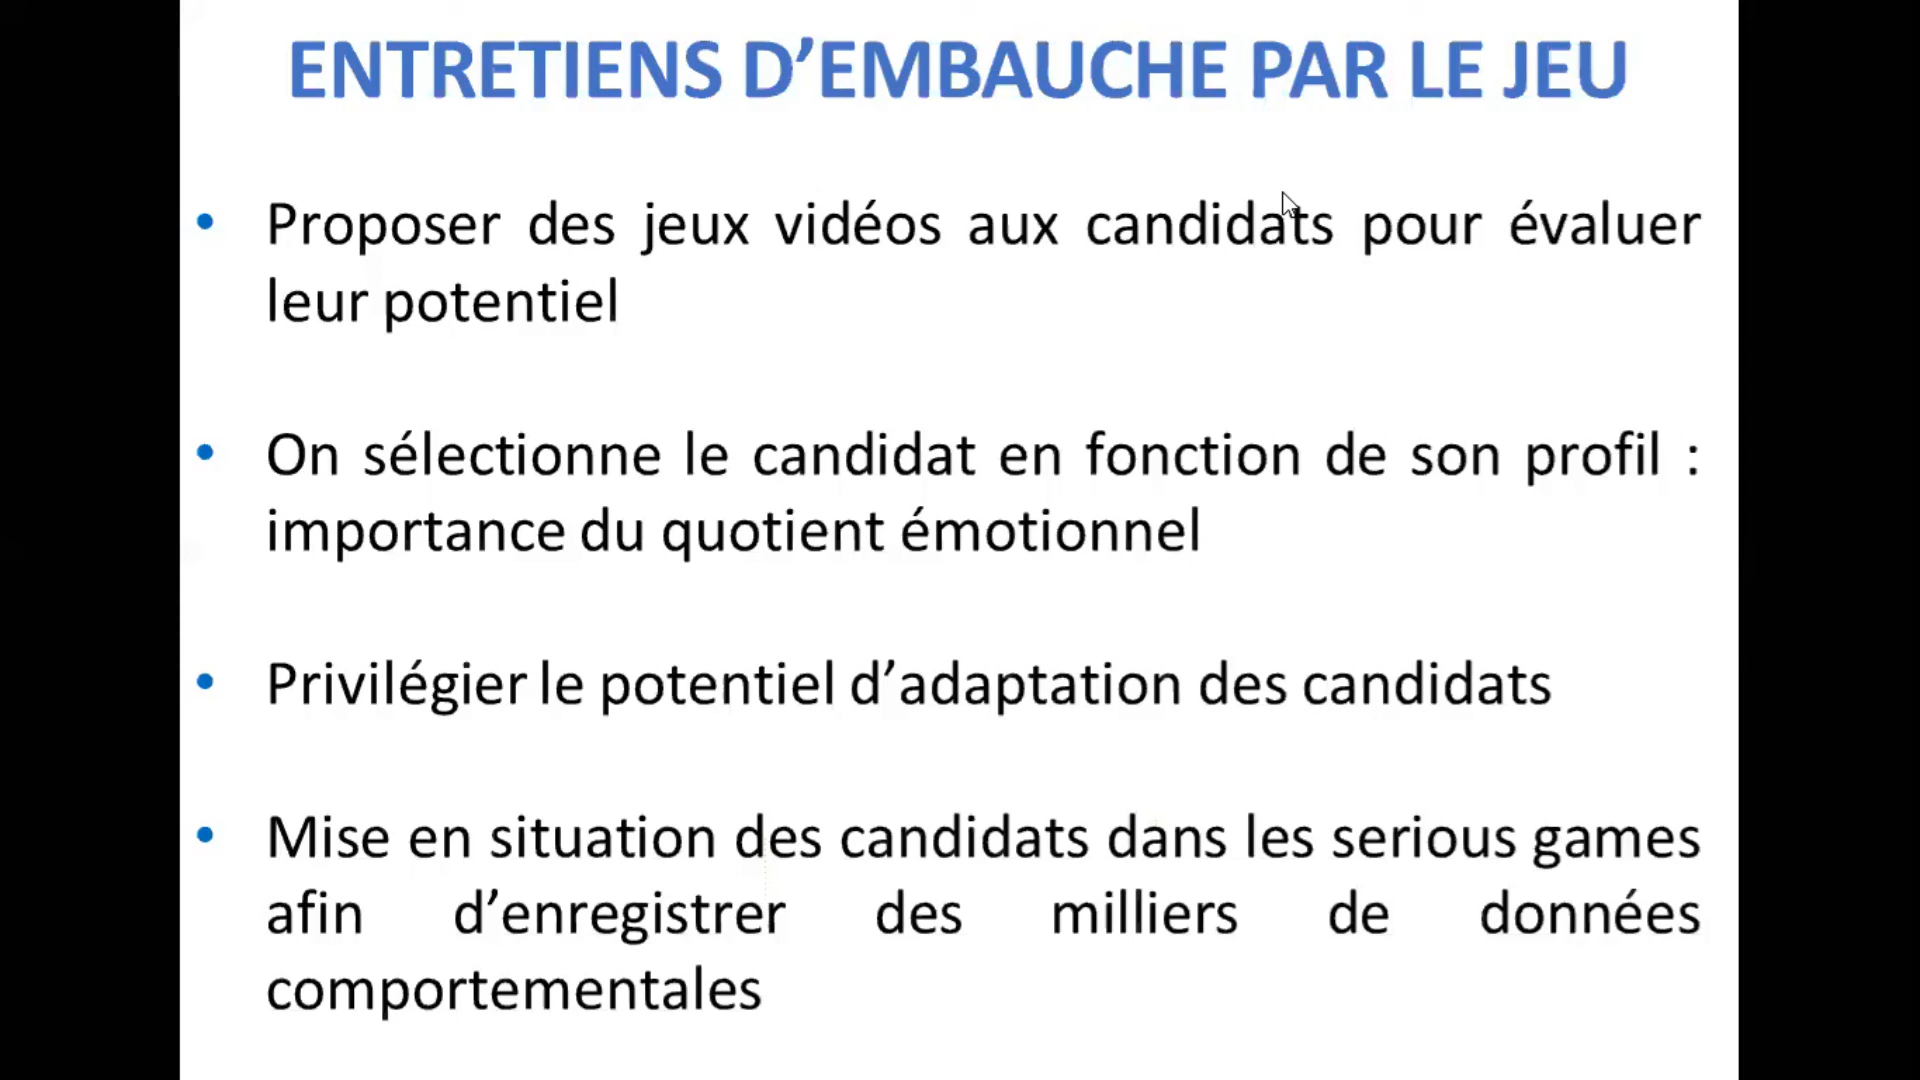 ENTRETIENS D’EMBAUCHE PAR LE JEU
• Proposer des jeux vidéos aux candidats pour évaluer
leur potentiel
• On sélectionne le candidat en fonction de son profil :
importance du quotient émotionnel
• Privilégier le potentiel d’adaptation des candidats
• Mise en situation des candidats dans les serious games
afin d’enregistrer des milliers de données
comportementales